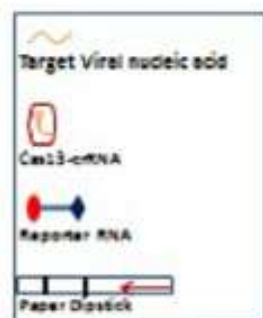 Target Viral nucleic acid
Cas13-crRNA
Reporter RNA
Paper Dipstick